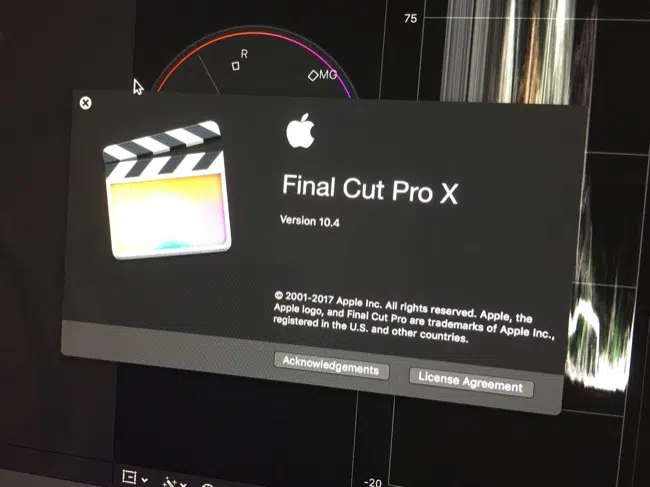 75
R
MG
Final Cut Pro X
Version 10.4
© 2001-2017 Apple Inc. All rights reserved. Apple, the
Apple logo, and Final Cut Pro are trademarks of Apple Inc.,
registered in the U.S. and other countries.
Acknowledgements
License Agreement
-20